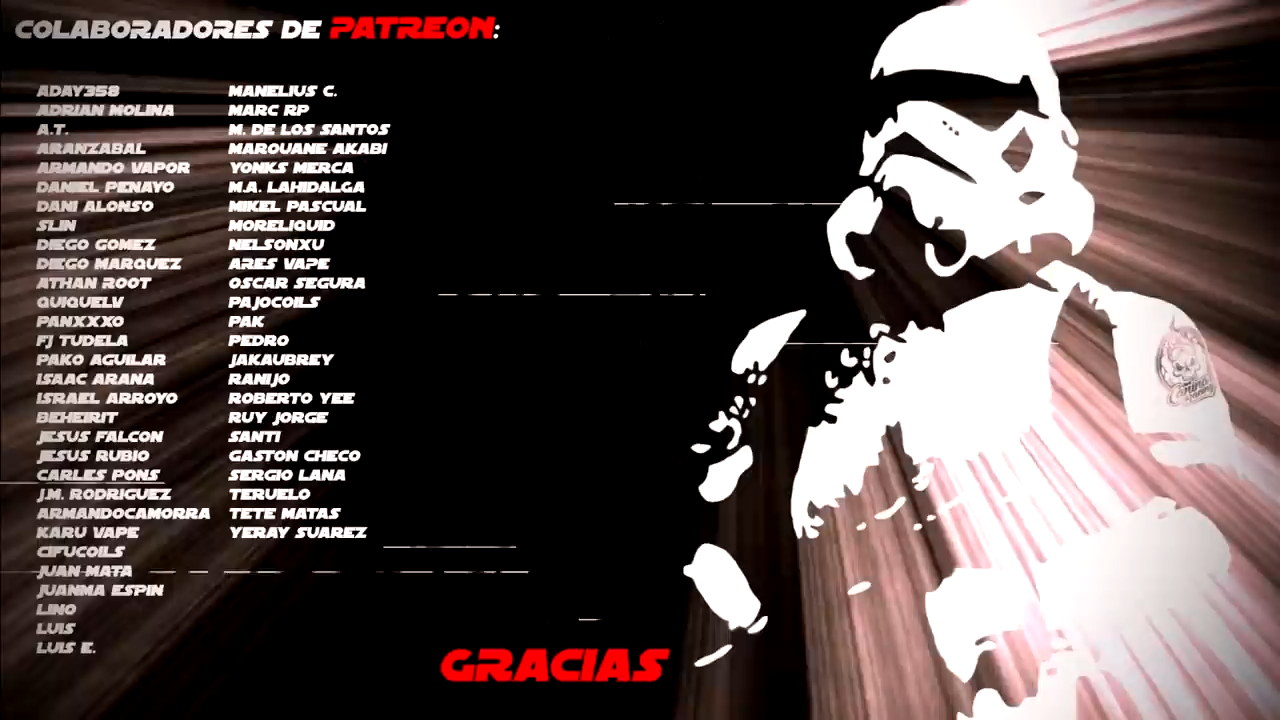 COLABORADORES DE PATREON:
ADAY358
ADRIAN MOLINA
A.T.
ARANZABAL
ARMANDO VAPOR
DANIEL PENAYO
DANI ALONSO
SLIN
DIEGO GOMEZ
DIEGO MARQUEZ
ATHAN ROOT
QUIQUELV
PANXXXO
FJ TUDELA
PAKO AGUILAR
ISAAC ARANA
ISRAEL ARROYO
BEHEIRIT
JESUS FALCON
JESUS RUBIO
CARLES PONS
J.M. RODRIGUEZ
ARMANDOCAMORRA
KARU VAPE
CIFUCOILS
JUAN MATA
JUANMA ESPIN
LINO
LUIS
LUIS E.
MANELIUS C.
MARC RP
M. DE LOS SANTOS
MAROUANE AKABI
YONKS MERCA
M.A. LAHIDALGA
MIKEL PASCUAL
MORELIQUID
NELSONXU
ARES VAPE
OSCAR SEGURA
PAJOCOILS
PAK
PEDRO
JAKAUBREY
RANIJO
ROBERTO YEE
RUY JORGE
SANTI
GASTON CHECO
SERGIO LANA
TERUELO
TETE MATAS
YERAY SUAREZ
GRACIAS